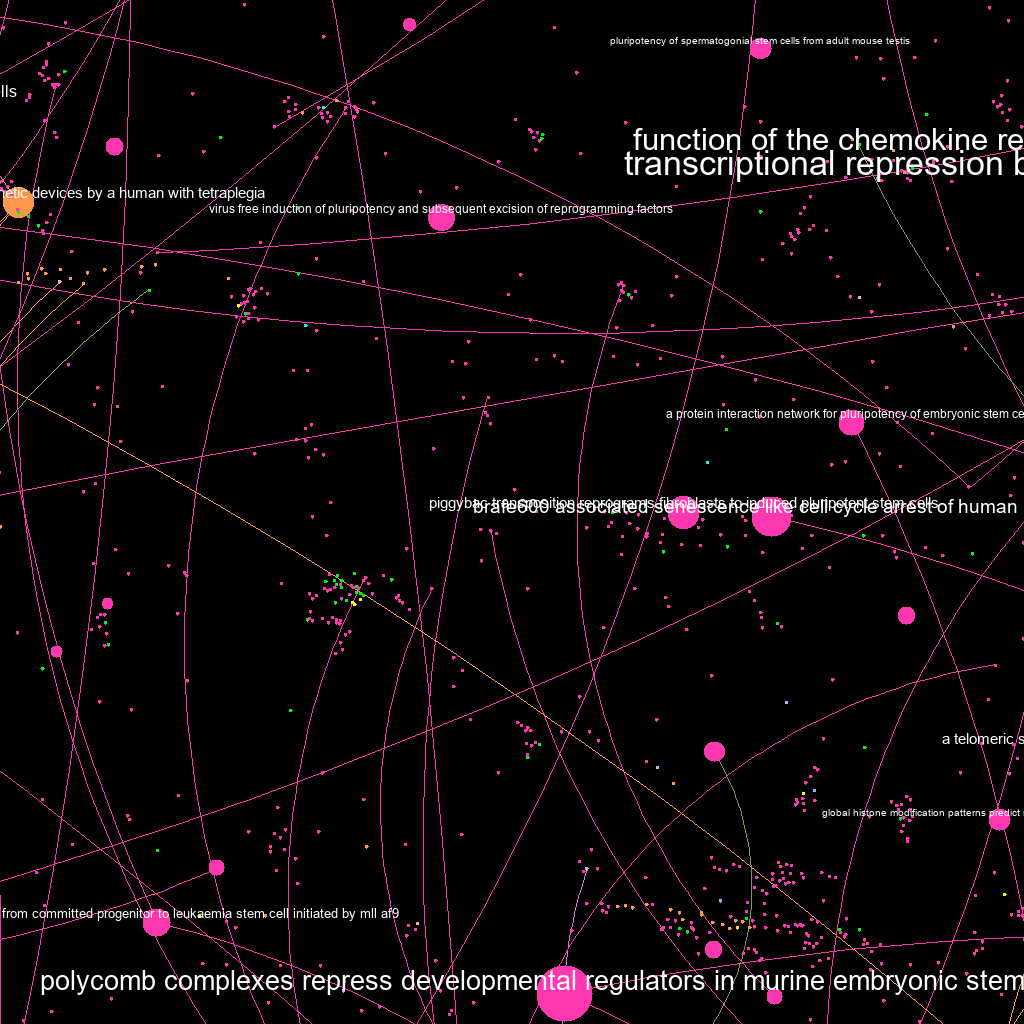 pluripotency of spermatogonial stem cells from adult mouse testis
lls
function of the chemokine re
transcriptional repression b
netic devices by a human with tetraplegia
virus free induction of pluripotency and subsequent excision of reprogramming factors
a protein interaction network for pluripotency of embryonic stem ce
piggybac transposition reprograms fibroblasts to induced pluripotent stem cells
brafe600 associated senescence like cell cycle arrest of human
a telomeric s
global histone modification patterns predict
from committed progenitor to leukaemia stem cell initiated by mll af9
polycomb complexes repress developmental regulators in murine embryonic stem